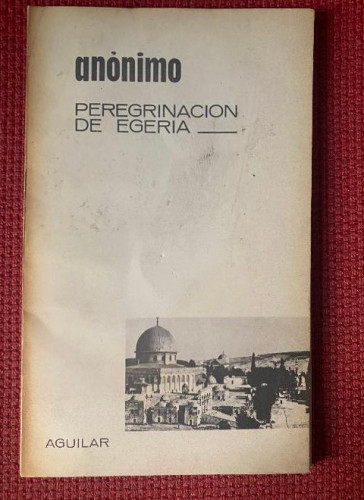 anònimo
PEREGRINACION
DE EGERIA
AGUILAR